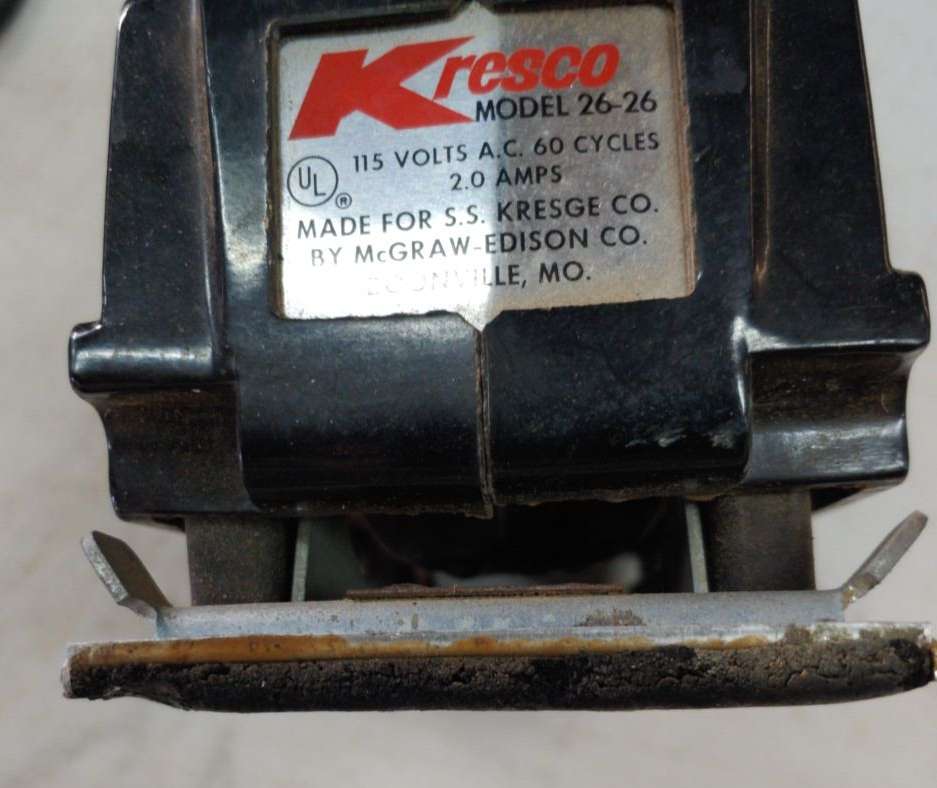 Kresco
MODEL 26-26
115 VOLTS A.C. 60 CYCLES
2.0 AMPS
UL ®
MADE FOR S.S. KRESGE CO.
BY McGRAW-EDISON CO.
BOONVILLE, MO.